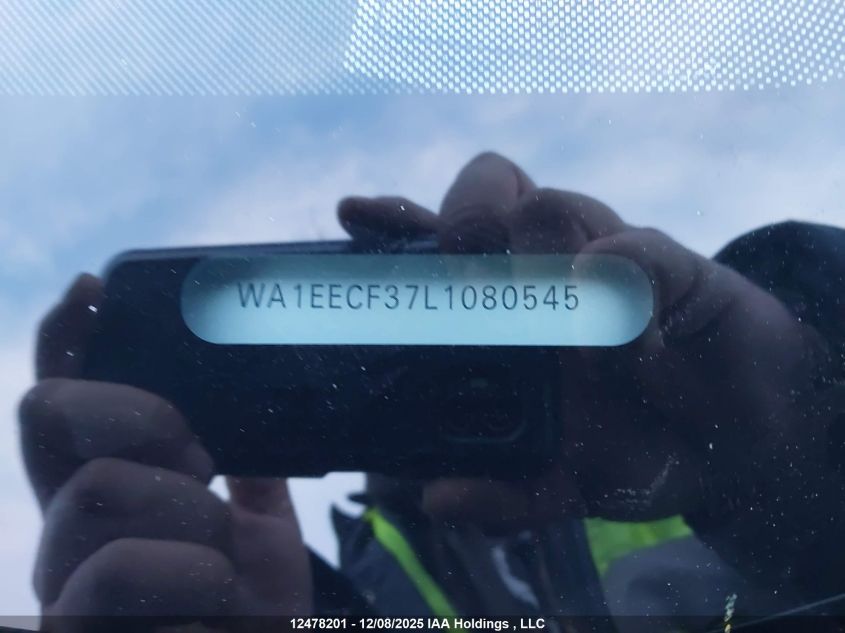 WA1EECF37L1080545
12478201 - 12/08/2025 IAA Holdings , LLC